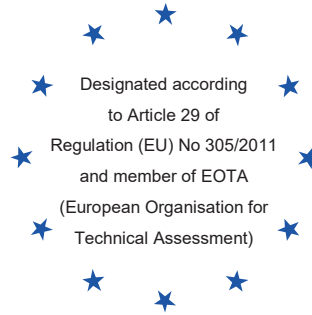 Designated according
to Article 29 of
Regulation (EU) No 305/2011
and member of EOTA
(European Organisation for
Technical Assessment)